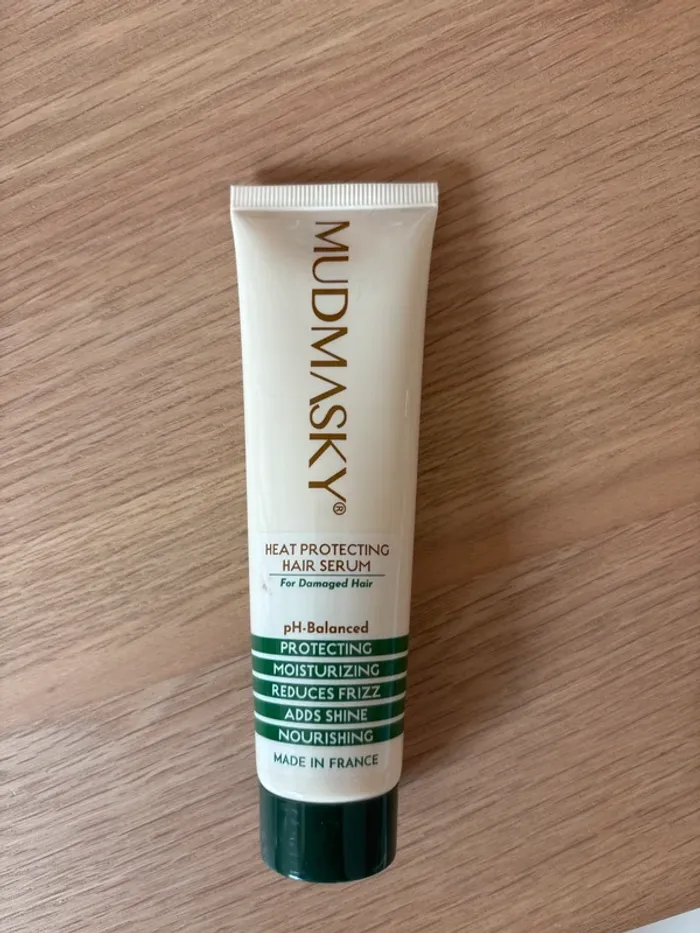 MUDMASKY®
HEAT PROTECTING
HAIR SERUM
For Damaged Hair
pH-Balanced
PROTECTING
MOISTURIZING
REDUCES FRIZZ
ADDS SHINE
NOURISHING
MADE IN FRANCE